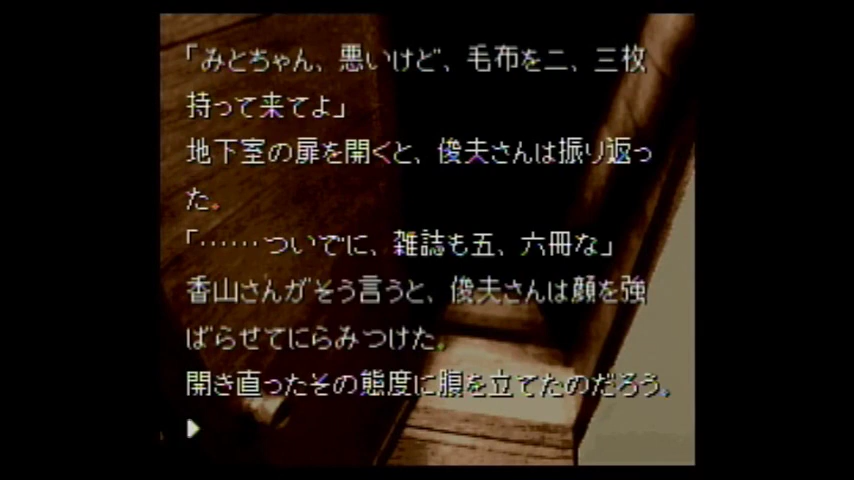 「みとちゃん、悪いけど、毛布を二、三枚
持って来てよ」
地下室の扉を開くと、俊夫さんは振り返っ
た。
「……ついでに、雑誌も五、六冊な」
香山さんがそう言うと、俊夫さんは顔を強
ばらせてにらみつけた。
開き直ったその態度に腹を立てたのだろう。